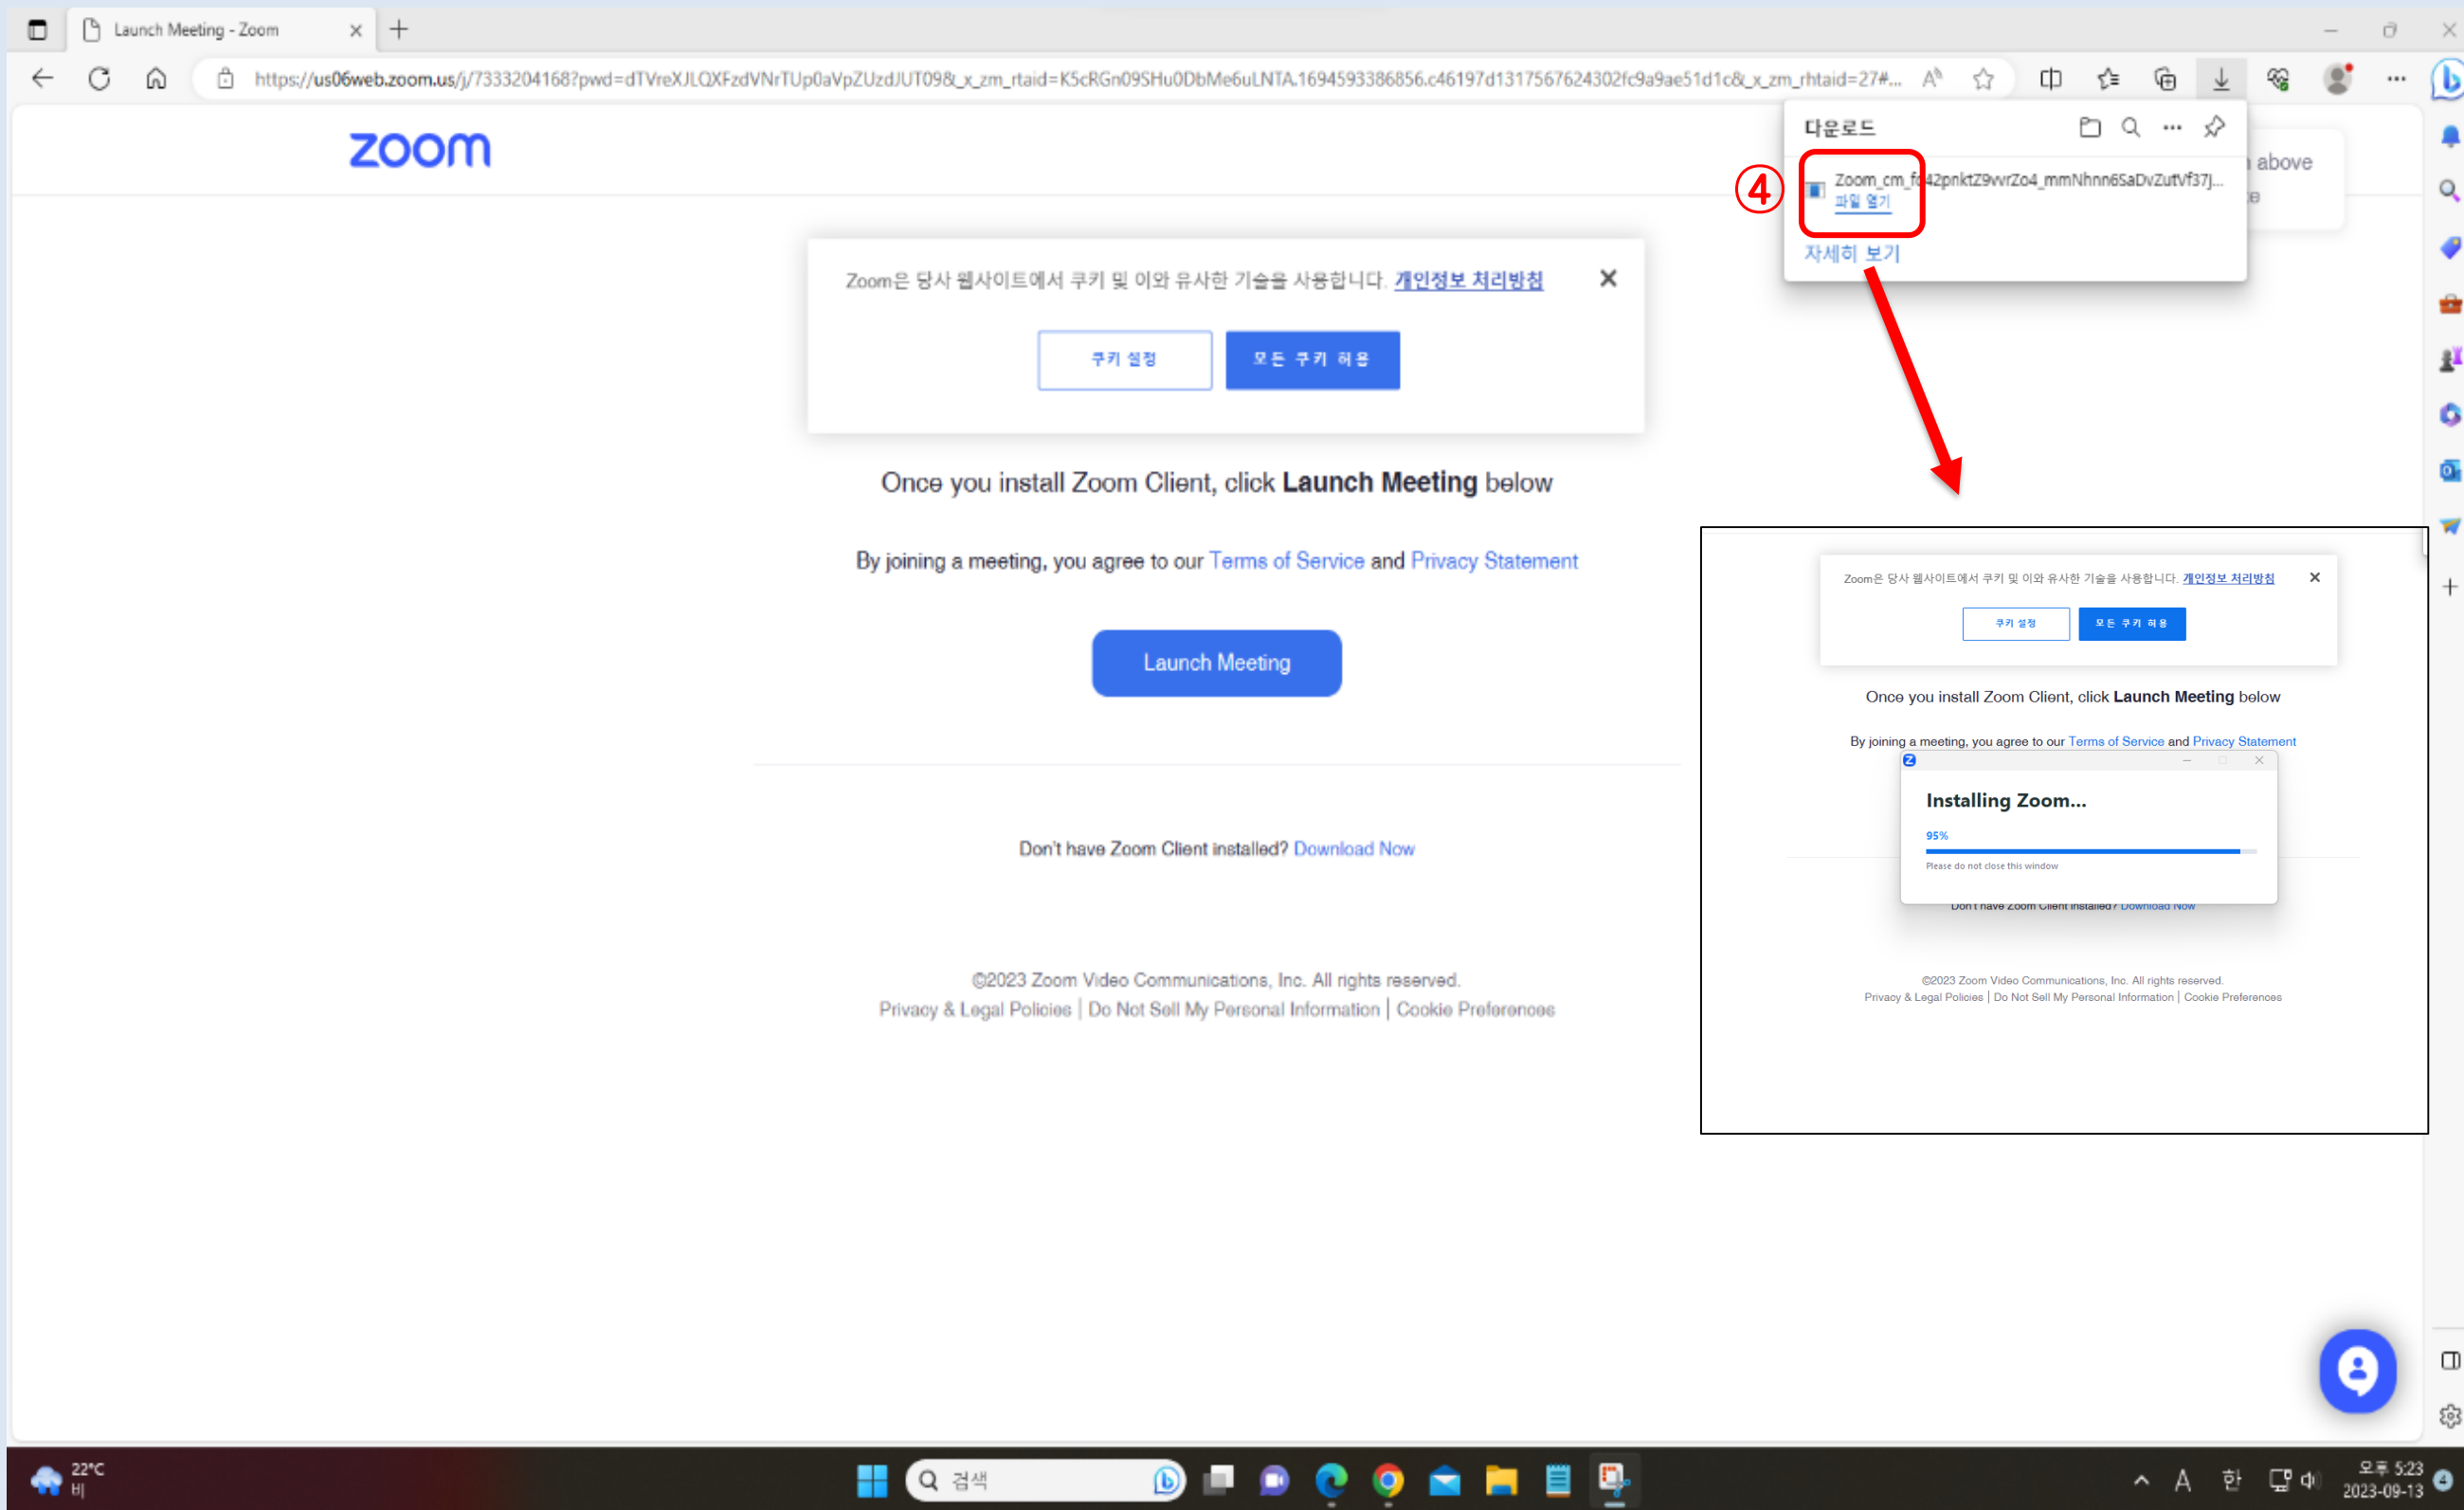 Launch Meeting - Zoom
https://us06web.zoom.us/j/7333204168?pwd=dTVreXJLQXFzdVNrTUp0aVpZUzdJUT09&_x_zm_rtaid=K5cRGn09SHu0DbMe6uLNTA.1694593386856.c46197d1317567624302fc9a9ae51d1c&_x_zm_rhtaid=27#...
zoom
다운로드
above
④
Zoom_cm_fo42pnktZ9vvrZo4_mmNhnn6SaDvZutVf37j...
파일 열기
자세히 보기
Zoom은 당사 웹사이트에서 쿠키 및 이와 유사한 기술을 사용합니다. 개인정보 처리방침
쿠키 설정
모든 쿠키 허용
Once you install Zoom Client, click Launch Meeting below
By joining a meeting, you agree to our Terms of Service and Privacy Statement
Launch Meeting
Don't have Zoom Client installed? Download Now
©2023 Zoom Video Communications, Inc. All rights reserved.
Privacy & Legal Policies | Do Not Sell My Personal Information | Cookie Preferences
Zoom은 당사 웹사이트에서 쿠키 및 이와 유사한 기술을 사용합니다. 개인정보 처리방침
쿠키 설정
모든 쿠키 허용
Once you install Zoom Client, click Launch Meeting below
By joining a meeting, you agree to our Terms of Service and Privacy Statement
Installing Zoom...
95%
Please do not close this window
Don't have Zoom Client installed? Download Now
©2023 Zoom Video Communications, Inc. All rights reserved.
Privacy & Legal Policies | Do Not Sell My Personal Information | Cookie Preferences
22°C
비
검색
A 한
오후 5:23
2023-09-13
4